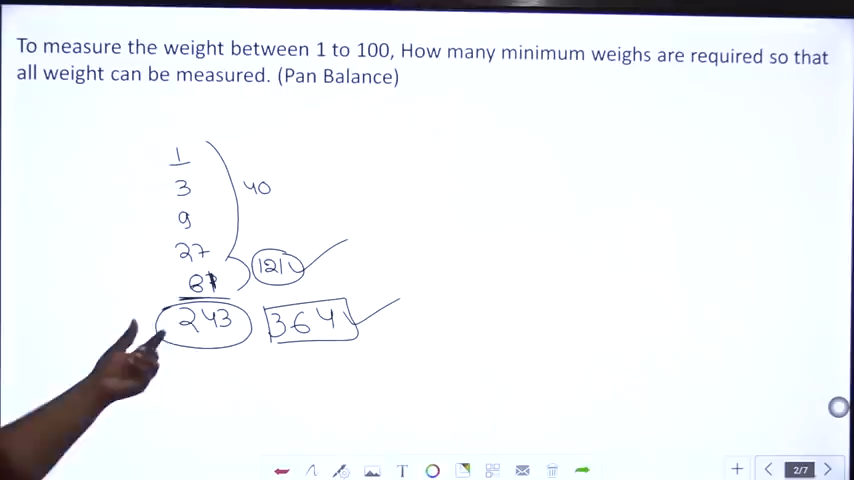 To measure the weight between 1 to 100, How many minimum weighs are required so that
all weight can be measured. (Pan Balance)
1
3 40
9
27
81 121
243 364
T
2/7